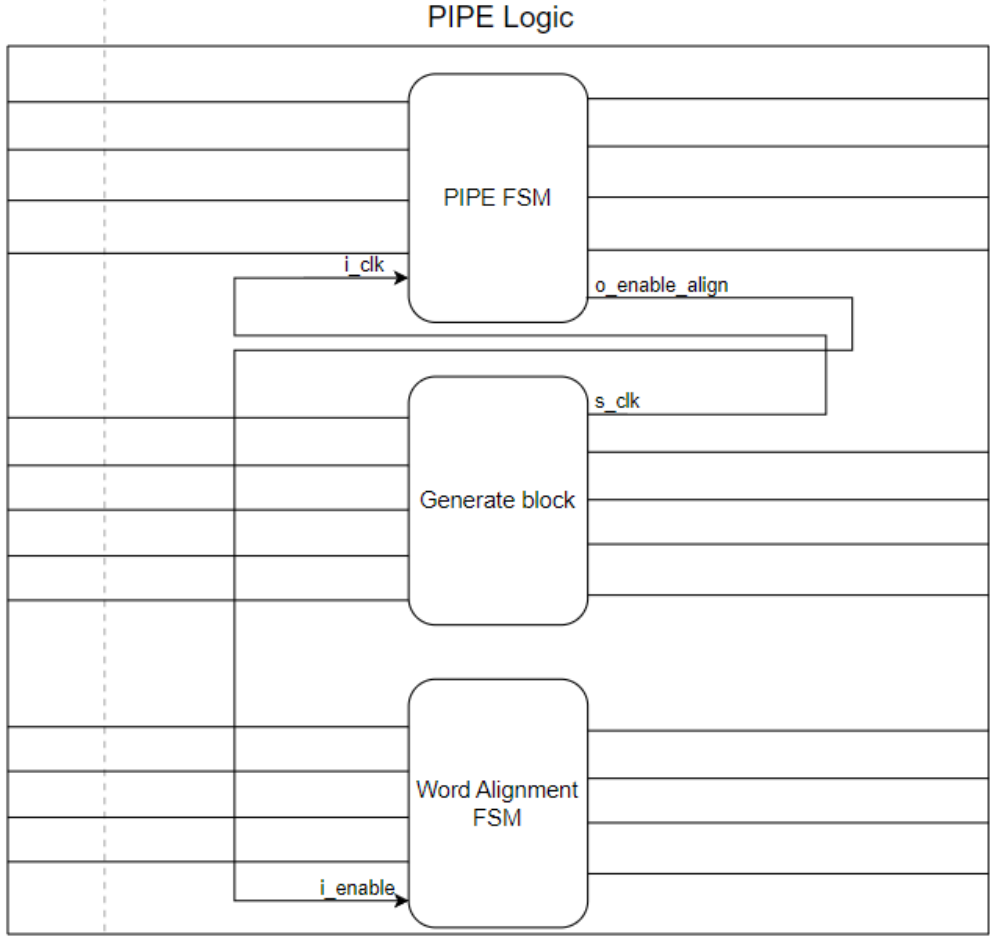 PIPE Logic
PIPE FSM
i_clk
o_enable_align
s_clk
Generate block
Word Alignment
FSM
i_enable